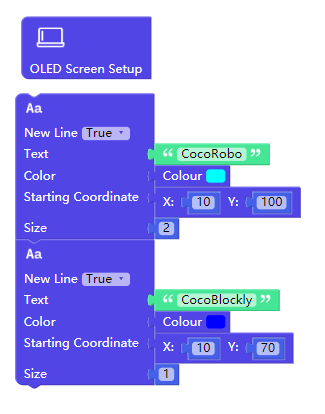 OLED Screen Setup
Aa
New Line True
Text “ CocoRobo ”
Color Colour
Starting Coordinate X: 10 Y: 100
Size 2
Aa
New Line True
Text “ CocoBlockly ”
Color Colour
Starting Coordinate X: 10 Y: 70
Size 1